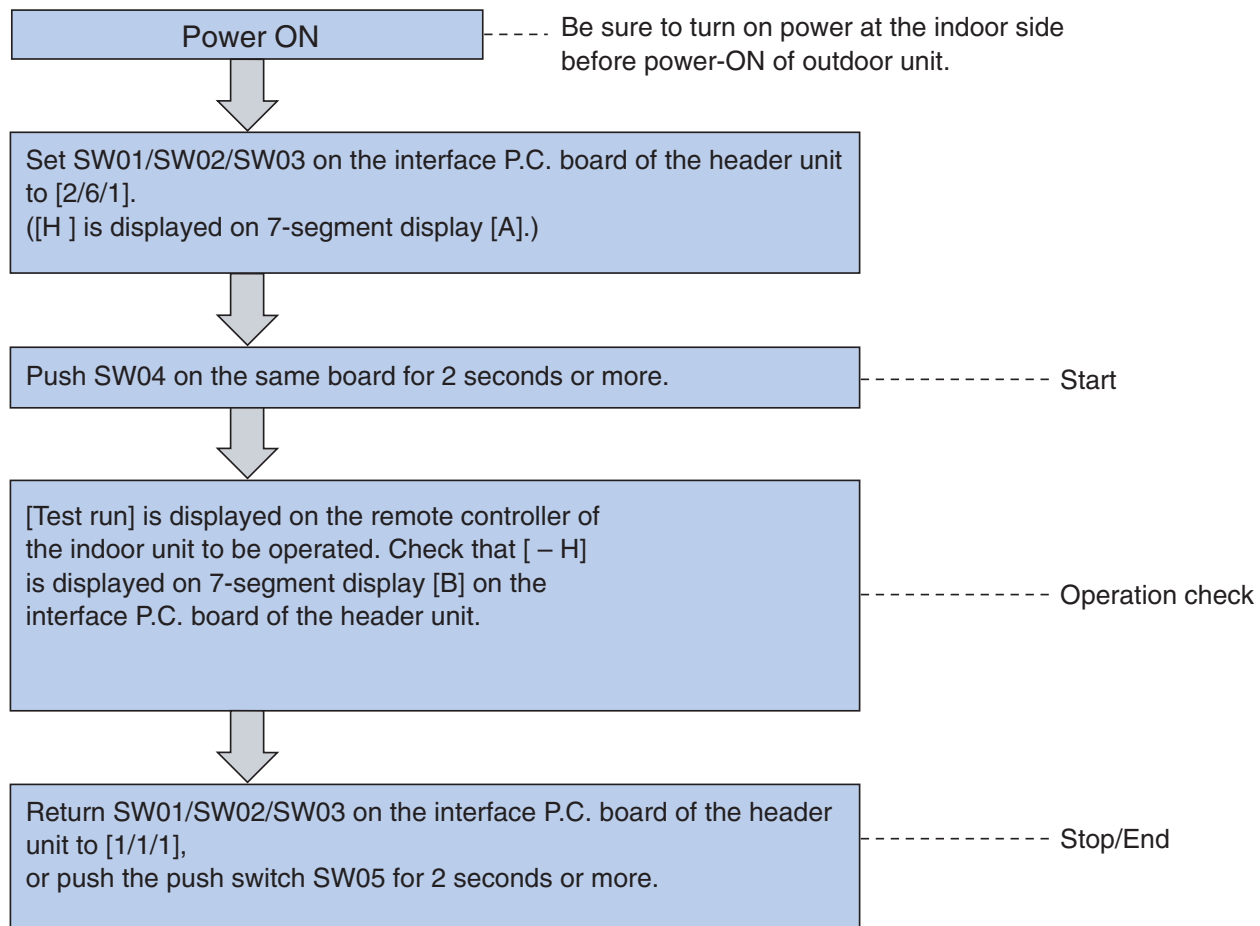 Power ON
Be sure to turn on power at the indoor side
before power-ON of outdoor unit.
Set SW01/SW02/SW03 on the interface P.C. board of the header unit
to [2/6/1].
([H ] is displayed on 7-segment display [A].)
Push SW04 on the same board for 2 seconds or more.
Start
[Test run] is displayed on the remote controller of
the indoor unit to be operated. Check that [ – H]
is displayed on 7-segment display [B] on the
interface P.C. board of the header unit.
Operation check
Return SW01/SW02/SW03 on the interface P.C. board of the header
unit to [1/1/1],
or push the push switch SW05 for 2 seconds or more.
Stop/End